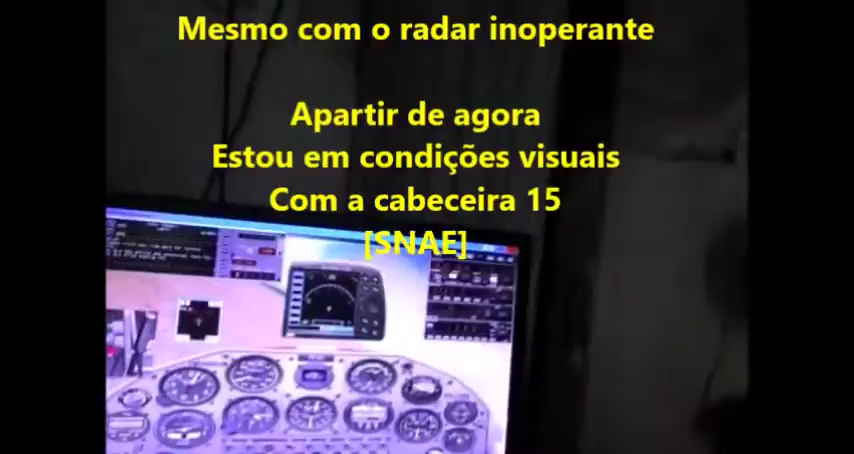 Mesmo com o radar inoperante
Apartir de agora
Estou em condições visuais
Com a cabeceira 15
[SNAE]